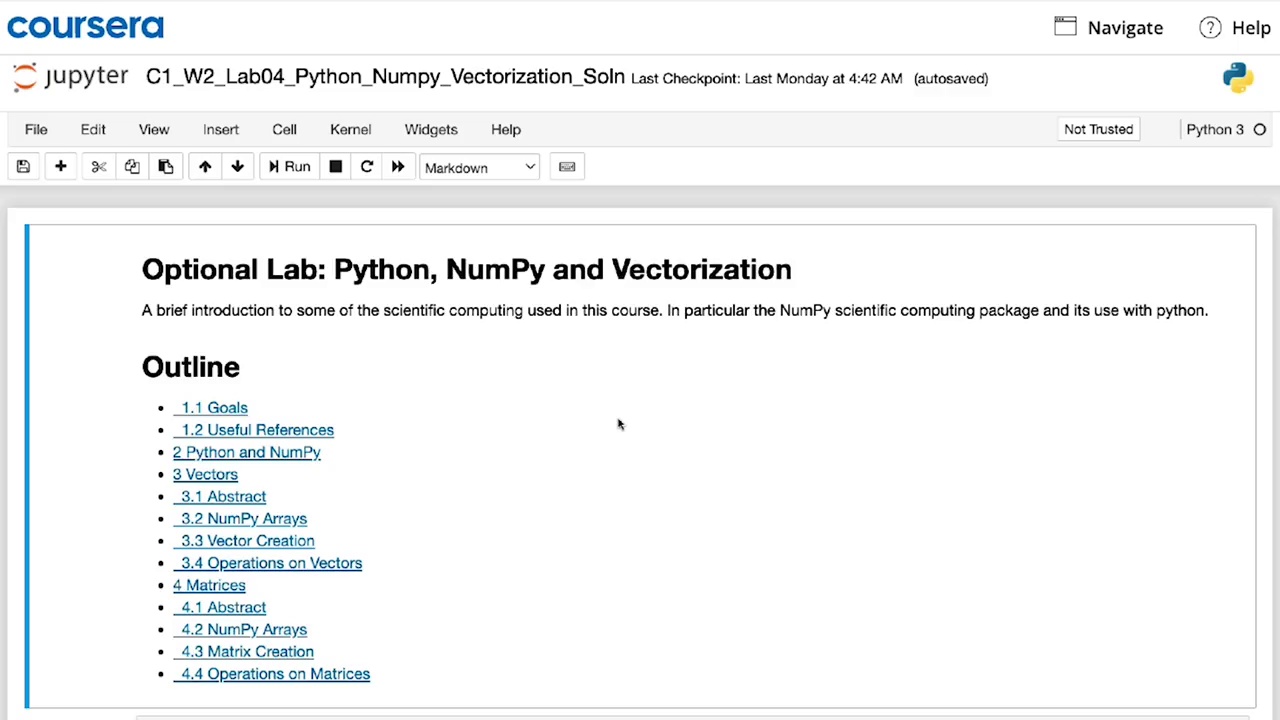 coursera
Navigate
Help
jupyter C1_W2_Lab04_Python_Numpy_Vectorization_Soln Last Checkpoint: Last Monday at 4:42 AM (autosaved)
File Edit View Insert Cell Kernel Widgets Help Not Trusted Python 3
Run Markdown
Optional Lab: Python, NumPy and Vectorization
A brief introduction to some of the scientific computing used in this course. In particular the NumPy scientific computing package and its use with python.
Outline
1.1 Goals
1.2 Useful References
2 Python and NumPy
3 Vectors
3.1 Abstract
3.2 NumPy Arrays
3.3 Vector Creation
3.4 Operations on Vectors
4 Matrices
4.1 Abstract
4.2 NumPy Arrays
4.3 Matrix Creation
4.4 Operations on Matrices